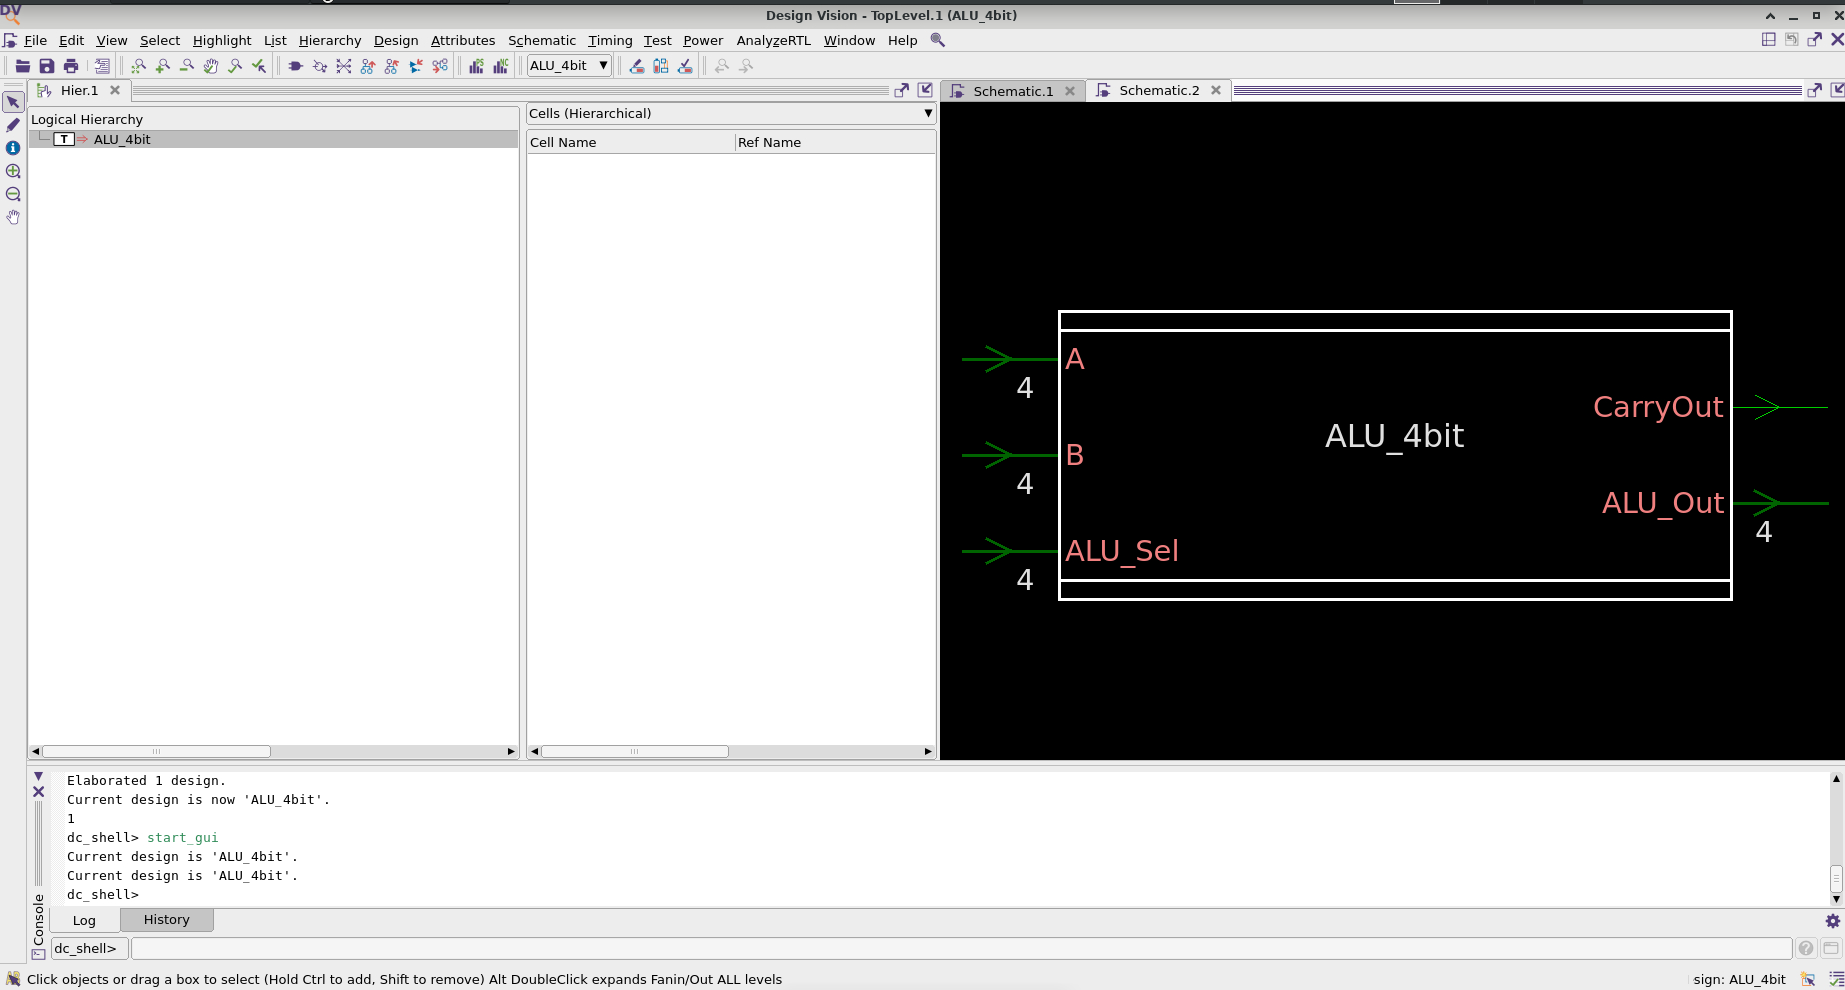 DV
Design Vision - TopLevel.1 (ALU_4bit)
File Edit View Select Highlight List Hierarchy Design Attributes Schematic Timing Test Power AnalyzeRTL Window Help
ALU_4bit
Hier.1
Schematic.1
Schematic.2
Logical Hierarchy
T ALU_4bit
Cells (Hierarchical)
Cell Name Ref Name
A
4
B
4
ALU_Sel
4
ALU_4bit
CarryOut
ALU_Out
4
Elaborated 1 design.
Current design is now 'ALU_4bit'.
1
dc_shell> start_gui
Current design is 'ALU_4bit'.
Current design is 'ALU_4bit'.
dc_shell>
Console
Log History
dc_shell>
Click objects or drag a box to select (Hold Ctrl to add, Shift to remove) Alt DoubleClick expands Fanin/Out ALL levels
sign: ALU_4bit